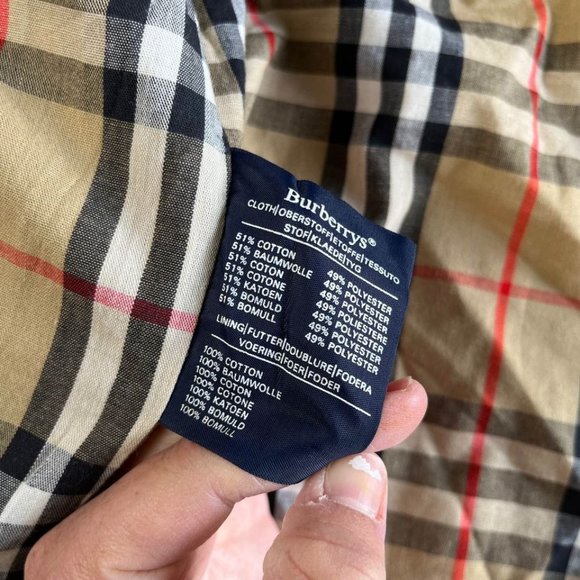 Burberrys®
CLOTH/OBERSTOFF/ETOFFE/TESSUTO
STOF/KLAEDE/TYG
51% COTTON 49% POLYESTER
51% BAUMWOLLE 49% POLYESTER
51% COTON 49% POLYESTER
51% COTONE 49% POLIESTERE
51% KATOEN 49% POLYESTER
51% BOMULD 49% POLYESTER
51% BOMULL 49% POLYESTER
LINING/FUTTER/DOUBLURE/FODERA
VOERING/FOER/FODER
100% COTTON
100% BAUMWOLLE
100% COTON
100% COTONE
100% KATOEN
100% BOMULD
100% BOMULL